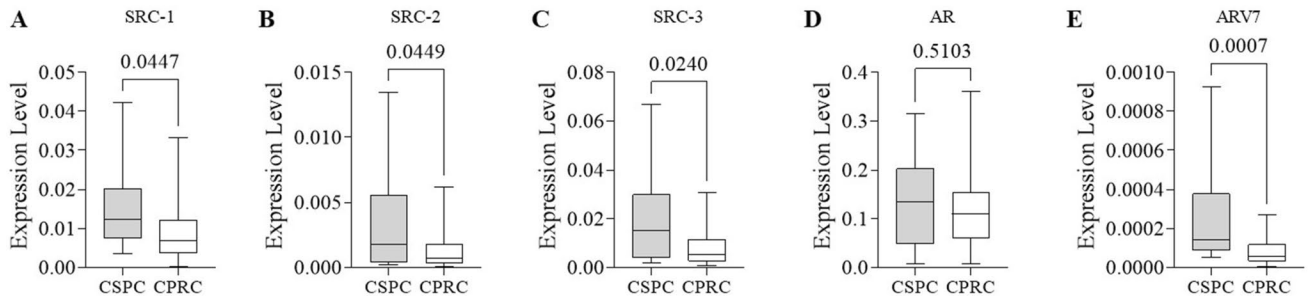 A
SRC-1
0.0447
Expression Level
0.05
0.04
0.03
0.02
0.01
0.00
CSPC
CPRC
B
SRC-2
0.0449
Expression Level
0.015
0.010
0.005
0.000
CSPC
CPRC
C
SRC-3
0.0240
Expression Level
0.08
0.06
0.04
0.02
0.00
CSPC
CPRC
D
AR
0.5103
Expression Level
0.4
0.3
0.2
0.1
0.0
CSPC
CPRC
E
ARV7
0.0007
Expression Level
0.0010
0.0008
0.0006
0.0004
0.0002
0.0000
CSPC
CPRC